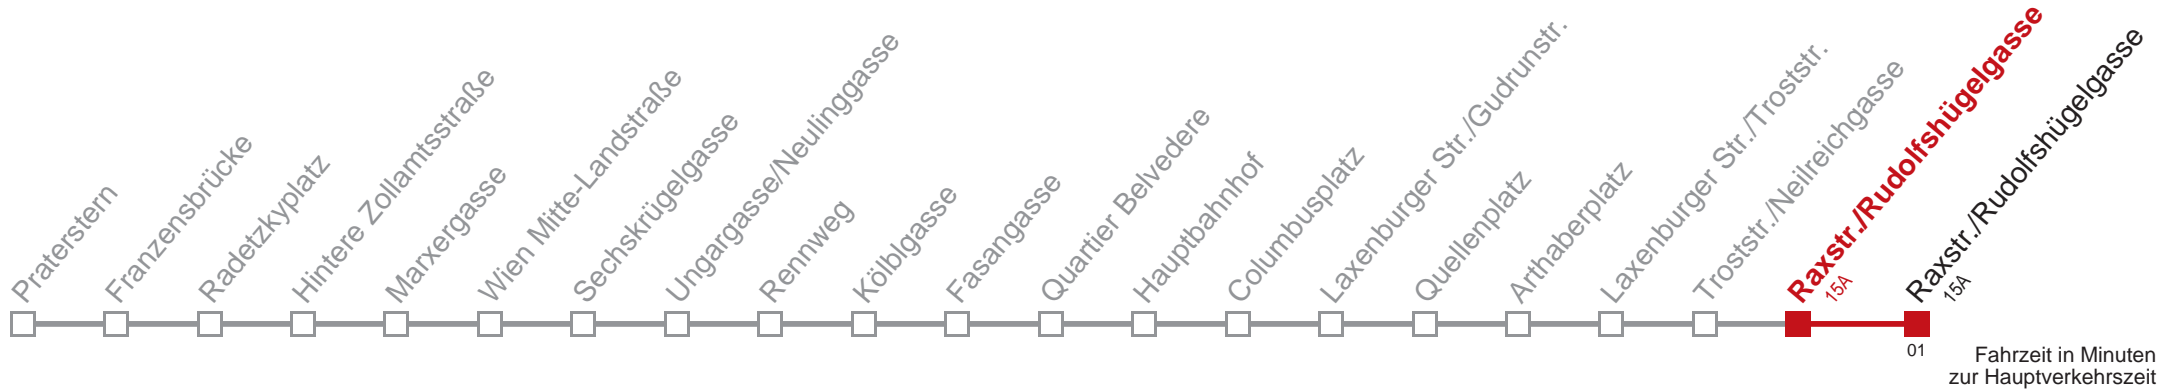 Praterstern
Franzensbrücke
Radetzkyplatz
Hintere Zollamtsstraße
Marxergasse
Wien Mitte-Landstraße
Sechskrügelgasse
Ungargasse/Neulinggasse
Rennweg
Kölblgasse
Fasangasse
Quartier Belvedere
Hauptbahnhof
Columbusplatz
Laxenburger Str./Gudrunstr.
Quellenplatz
Arthaberplatz
Laxenburger Str./Troststr.
Troststr./Neilreichgasse
Raxstr./Rudolfshügelgasse
15A
Raxstr./Rudolfshügelgasse
15A
01
Fahrzeit in Minuten
zur Hauptverkehrszeit